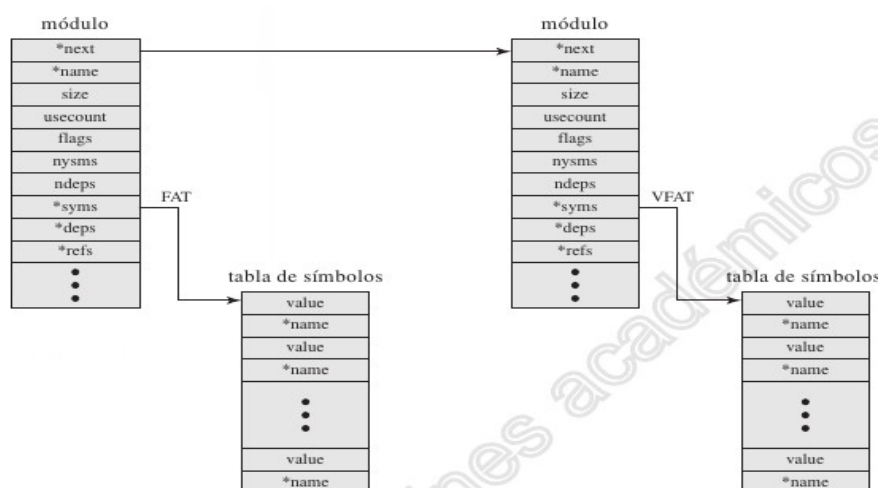 módulo
*next
*name
size
usecount
flags
nysms
ndeps
*syms
*deps
*refs
FAT
tabla de símbolos
value
*name
value
*name
value
*name
módulo
*next
*name
size
usecount
flags
nysms
ndeps
*syms
*deps
*refs
VFAT
tabla de símbolos
value
*name
value
*name
value
*name
nes académicos